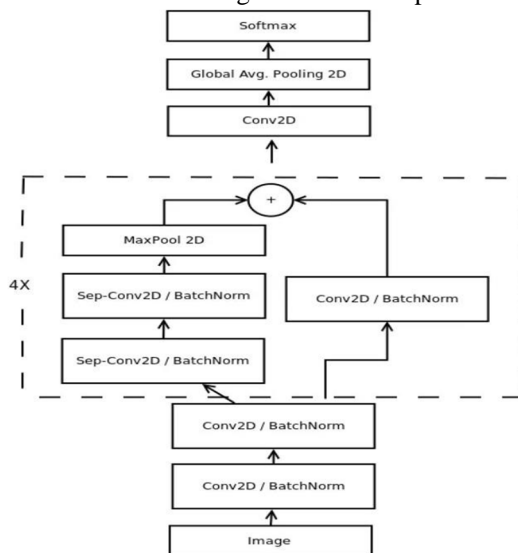 Softmax
Global Avg. Pooling 2D
Conv2D
+
MaxPool 2D
4X
Sep-Conv2D / BatchNorm
Conv2D / BatchNorm
Sep-Conv2D / BatchNorm
Conv2D / BatchNorm
Conv2D / BatchNorm
Image